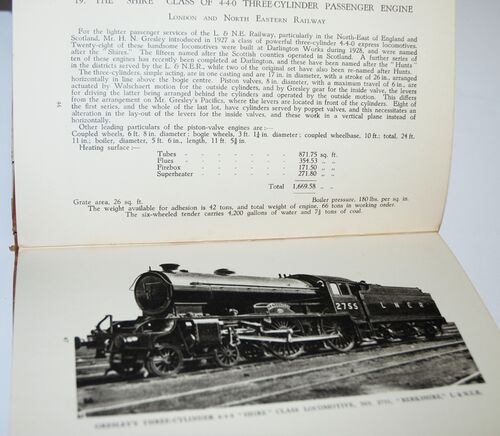 19. THE "SHIRE" CLASS OF 4-4-0 THREE-CYLINDER PASSENGER ENGINE
LONDON AND NORTH EASTERN RAILWAY
For the lighter passenger services of the L. & N.E. Railway, particularly in the North-East of England and
Scotland, Mr. H. N. Gresley introduced in 1927 a class of powerful three-cylinder 4-4-0 express locomotives.
Twenty-eight of these handsome locomotives were built at Darlington Works during 1928, and were named
after the "Shires." The fifteen named after the Scottish counties operated in Scotland. A further series of
ten of these engines has recently been completed at Darlington, and these have been named after the "Hunts"
in the districts served by the L. & N.E.R., while two of the original set have also been re-named after Hunts.
The three-cylinders, simple acting, are in one casting and are 17 in. in diameter, with a stroke of 26 in. arranged
horizontally in line above the bogie centre. Piston valves, 8 in. diameter, with a maximum travel of 6 in., are
actuated by Walschaert motion for the outside cylinders, and by Gresley gear for the inside valve, the levers
for driving the latter being arranged behind the cylinders and operated by the outside motion. This differs
from the arrangement on Mr. Gresley's Pacifics, where the levers are located in front of the cylinders. Eight of
the first series, and the whole of the last lot, have cylinders served by poppet valves, and this necessitates an
alteration in the lay-out of the levers for the inside valves, and these work in a vertical plane instead of
horizontally.
Other leading particulars of the piston-valve engines are :—
Coupled wheels, 6 ft. 8 in. diameter; bogie wheels, 3 ft. 1¼ in. diameter; coupled wheelbase, 10 ft.; total, 24 ft.
11 in.; boiler, diameter, 5 ft. 6 in., length, 11 ft. 5⅝ in.
Heating surface :—
Tubes - - - - - 871.75 sq. ft.
Flues - - - - - 354.53 " "
Firebox - - - - - 171.50 " "
Superheater - - - - 271.80 " "
Total 1,669.58 " "
Grate area, 26 sq. ft. Boiler pressure, 180 lbs. per sq. in.
The weight available for adhesion is 42 tons, and total weight of engine, 66 tons in working order.
The six-wheeled tender carries 4,200 gallons of water and 7½ tons of coal.
2755 L N E R
GRESLEY'S THREE-CYLINDER 4-4-0 "SHIRE" CLASS LOCOMOTIVE, NO. 2755, "BERKSHIRE," L. & N.E.R.